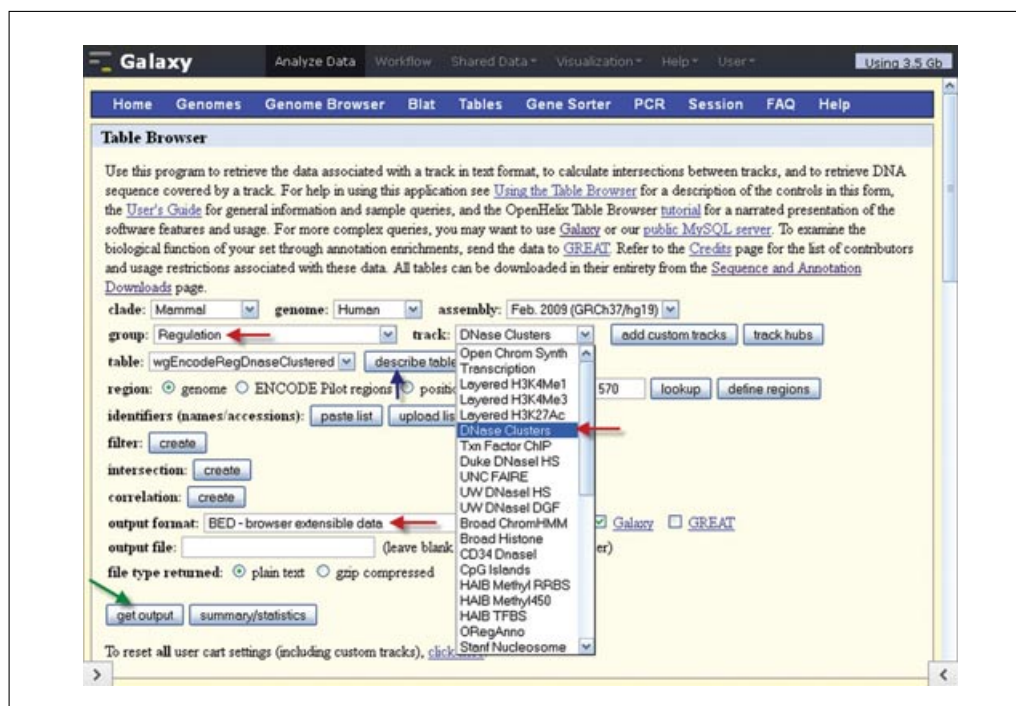 Galaxy Analyze Data Workflow Shared Data Visualization Help User Using 3.5 Gb
Home Genomes Genome Browser Blat Tables Gene Sorter PCR Session FAQ Help
Table Browser
Use this program to retrieve the data associated with a track in text format, to calculate intersections between tracks, and to retrieve DNA
sequence covered by a track. For help in using this application see Using the Table Browser for a description of the controls in this form,
the User's Guide for general information and sample queries, and the OpenHelix Table Browser tutorial for a narrated presentation of the
software features and usage. For more complex queries, you may want to use Galaxy or our public MySQL server. To examine the
biological function of your set through annotation enrichments, send the data to GREAT. Refer to the Credits page for the list of contributors
and usage restrictions associated with these data. All tables can be downloaded in their entirety from the Sequence and Annotation
Downloads page.
clade: Mammal genome: Human assembly: Feb. 2009 (GRCh37/hg19)
group: Regulation track: DNase Clusters add custom tracks track hubs
table: wgEncodeRegDnaseClustered describe table
region: genome ENCODE Pilot regions 570 lookup define regions
identifiers (names/accessions): paste list upload
filter: create
intersection: create
correlation: create
output format: BED - browser extensible data Galaxy GREAT
output file: (leave blank er)
file type returned: plain text gzip compressed
get output summary/statistics
To reset all user cart settings (including custom tracks),
Open Chrom Synth
Transcription
Layered H3K4Me1
Layered H3K4Me3
Layered H3K27Ac
DNase Clusters
Txn Factor ChIP
Duke DNaseI HS
UNC FAIRE
UW DNaseI HS
UW DNaseI DGF
Broad ChromHMM
Broad Histone
CD34 DnaseI
CpG Islands
HAIB Methyl RRBS
HAIB Methyl450
HAIB TFBS
ORegAnno
Stanf Nucleosome